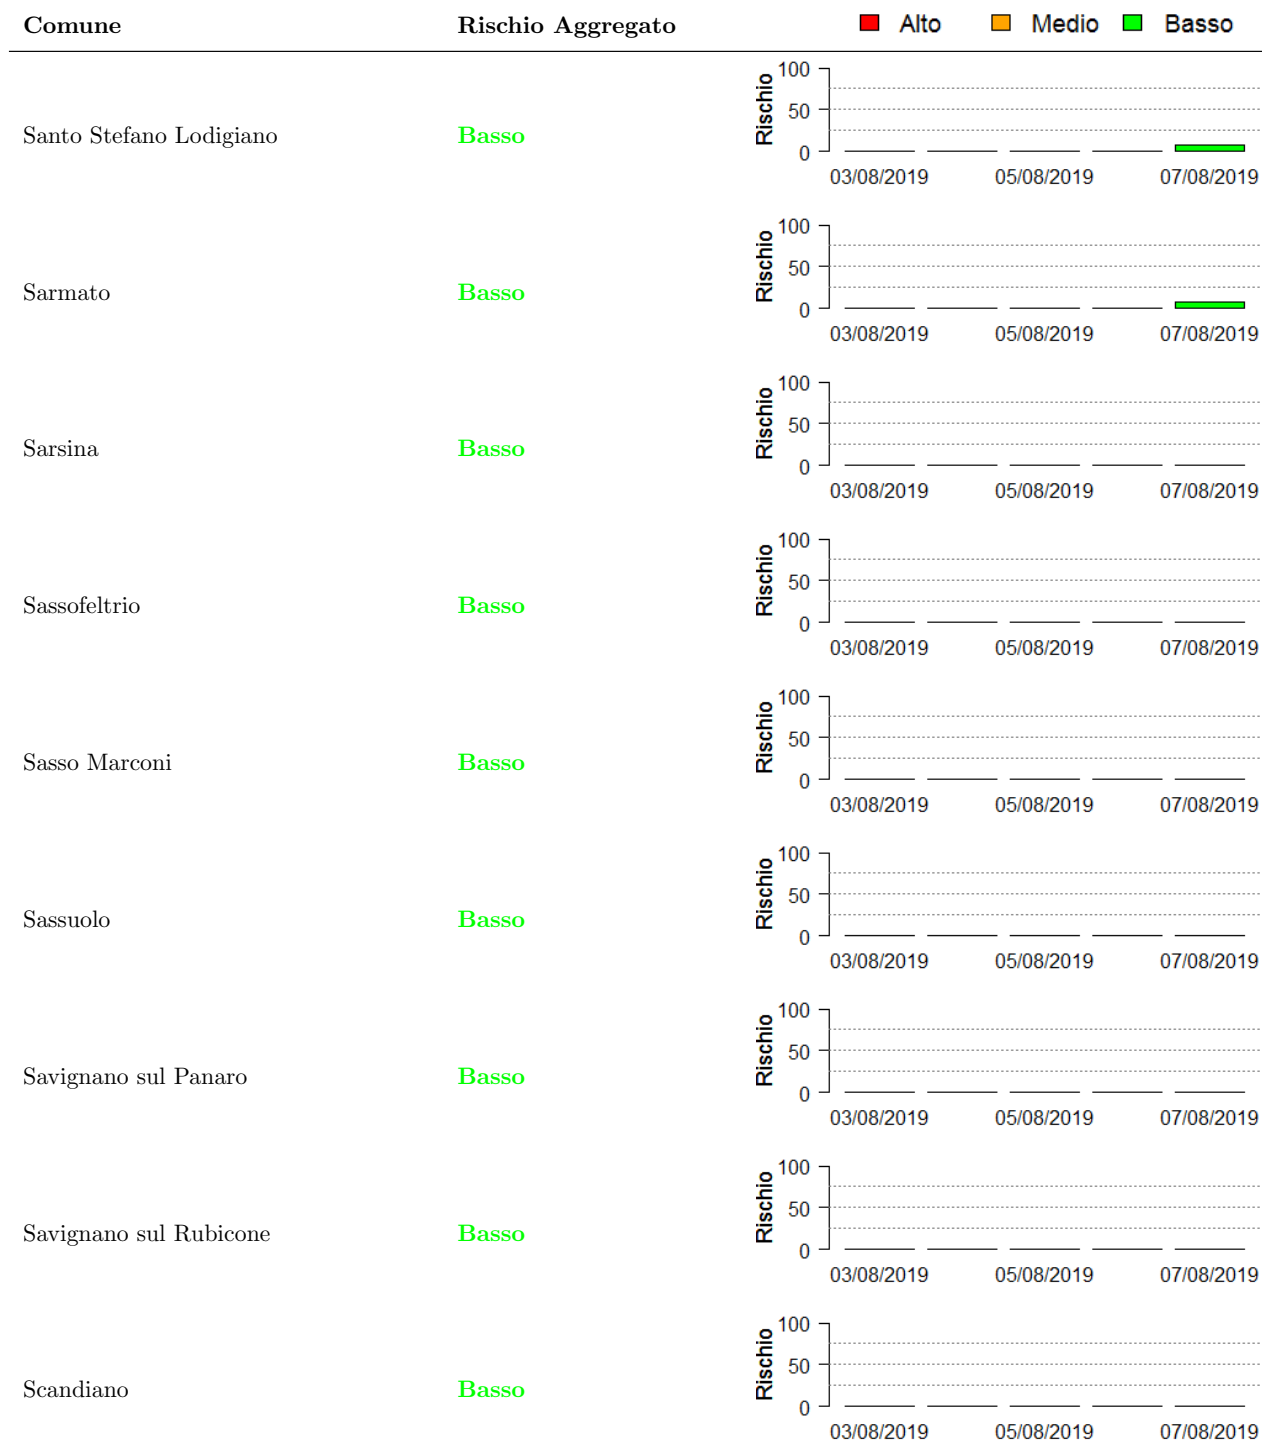 Comune Rischio Aggregato Alto Medio Basso
Santo Stefano Lodigiano Basso Rischio 100 50 0
03/08/2019 05/08/2019 07/08/2019
Sarmato Basso Rischio 100 50 0
03/08/2019 05/08/2019 07/08/2019
Sarsina Basso Rischio 100 50 0
03/08/2019 05/08/2019 07/08/2019
Sassofeltrio Basso Rischio 100 50 0
03/08/2019 05/08/2019 07/08/2019
Sasso Marconi Basso Rischio 100 50 0
03/08/2019 05/08/2019 07/08/2019
Sassuolo Basso Rischio 100 50 0
03/08/2019 05/08/2019 07/08/2019
Savignano sul Panaro Basso Rischio 100 50 0
03/08/2019 05/08/2019 07/08/2019
Savignano sul Rubicone Basso Rischio 100 50 0
03/08/2019 05/08/2019 07/08/2019
Scandiano Basso Rischio 100 50 0
03/08/2019 05/08/2019 07/08/2019